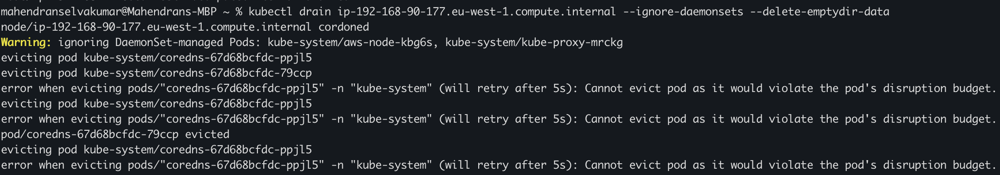 mahendranselvakumar@Mahendrans-MBP ~ % kubectl drain ip-192-168-90-177.eu-west-1.compute.internal --ignore-daemonsets --delete-emptydir-data
node/ip-192-168-90-177.eu-west-1.compute.internal cordoned
Warning: ignoring DaemonSet-managed Pods: kube-system/aws-node-kbg6s, kube-system/kube-proxy-mrckg
evicting pod kube-system/coredns-67d68bcfdc-ppjl5
evicting pod kube-system/coredns-67d68bcfdc-79ccp
error when evicting pods/"coredns-67d68bcfdc-ppjl5" -n "kube-system" (will retry after 5s): Cannot evict pod as it would violate the pod's disruption budget.
evicting pod kube-system/coredns-67d68bcfdc-ppjl5
error when evicting pods/"coredns-67d68bcfdc-ppjl5" -n "kube-system" (will retry after 5s): Cannot evict pod as it would violate the pod's disruption budget.
pod/coredns-67d68bcfdc-79ccp evicted
evicting pod kube-system/coredns-67d68bcfdc-ppjl5
error when evicting pods/"coredns-67d68bcfdc-ppjl5" -n "kube-system" (will retry after 5s): Cannot evict pod as it would violate the pod's disruption budget.